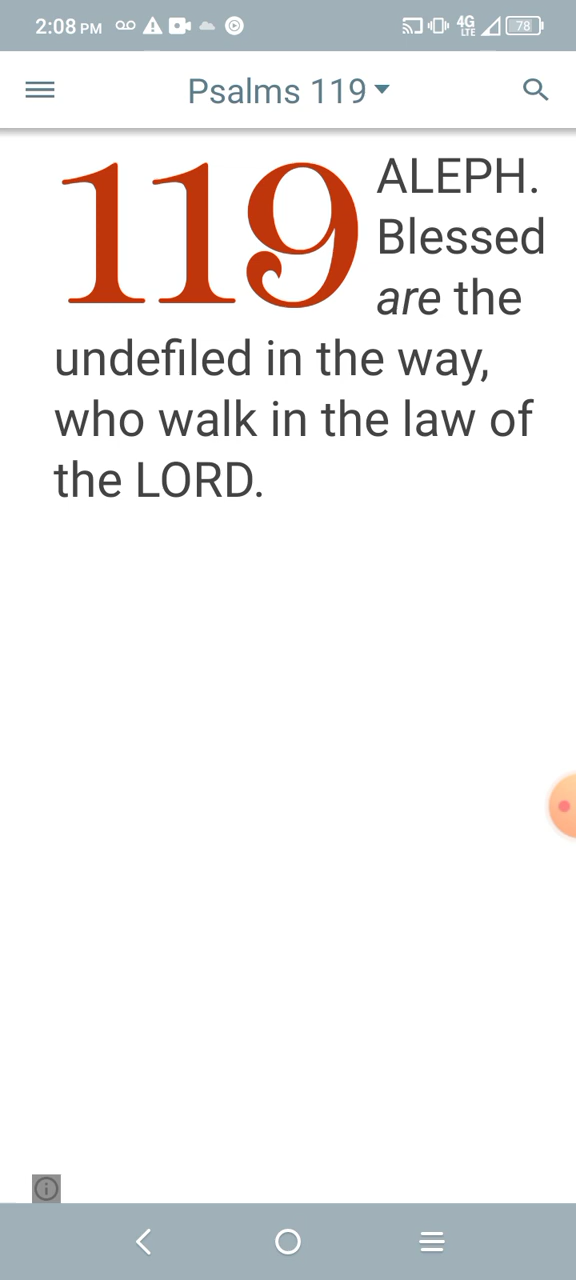 2:08 PM
4G
LTE
78
Psalms 119
119
ALEPH.
Blessed
are the
undefiled in the way,
who walk in the law of
the LORD.